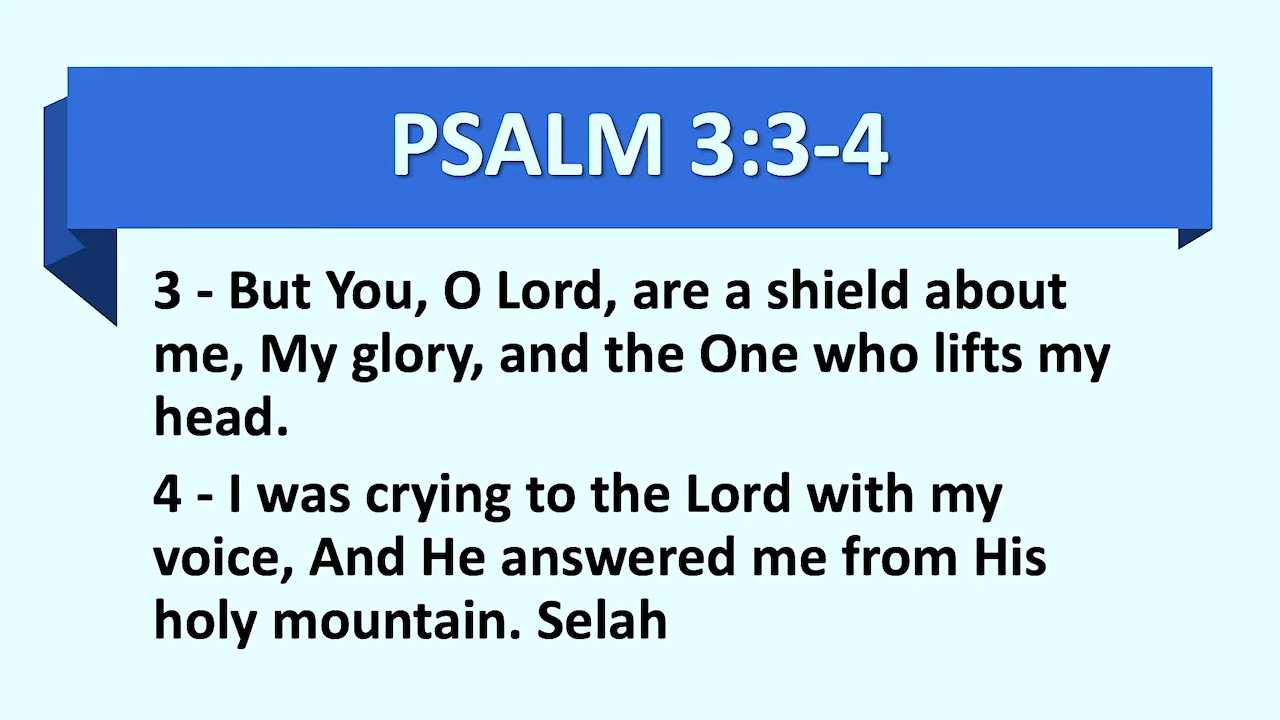 PSALM 3:3-4
3 - But You, O Lord, are a shield about
me, My glory, and the One who lifts my
head.
4 - I was crying to the Lord with my
voice, And He answered me from His
holy mountain. Selah